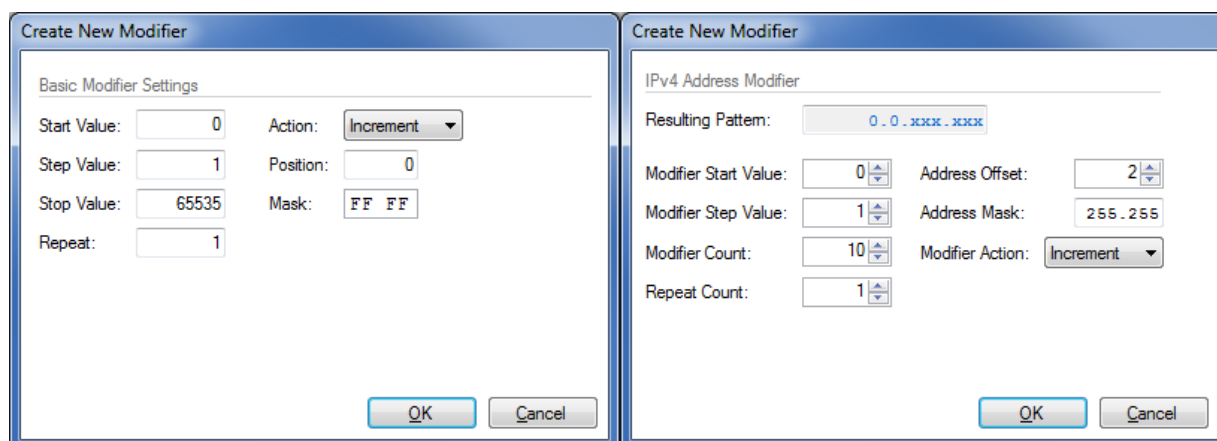 Create New Modifier
Basic Modifier Settings
Start Value: 0 Action: Increment
Step Value: 1 Position: 0
Stop Value: 65535 Mask: FF FF
Repeat: 1
OK Cancel
Create New Modifier
IPv4 Address Modifier
Resulting Pattern: 0.0.xxx.xxx
Modifier Start Value: 0 Address Offset: 2
Modifier Step Value: 1 Address Mask: 255.255
Modifier Count: 10 Modifier Action: Increment
Repeat Count: 1
OK Cancel